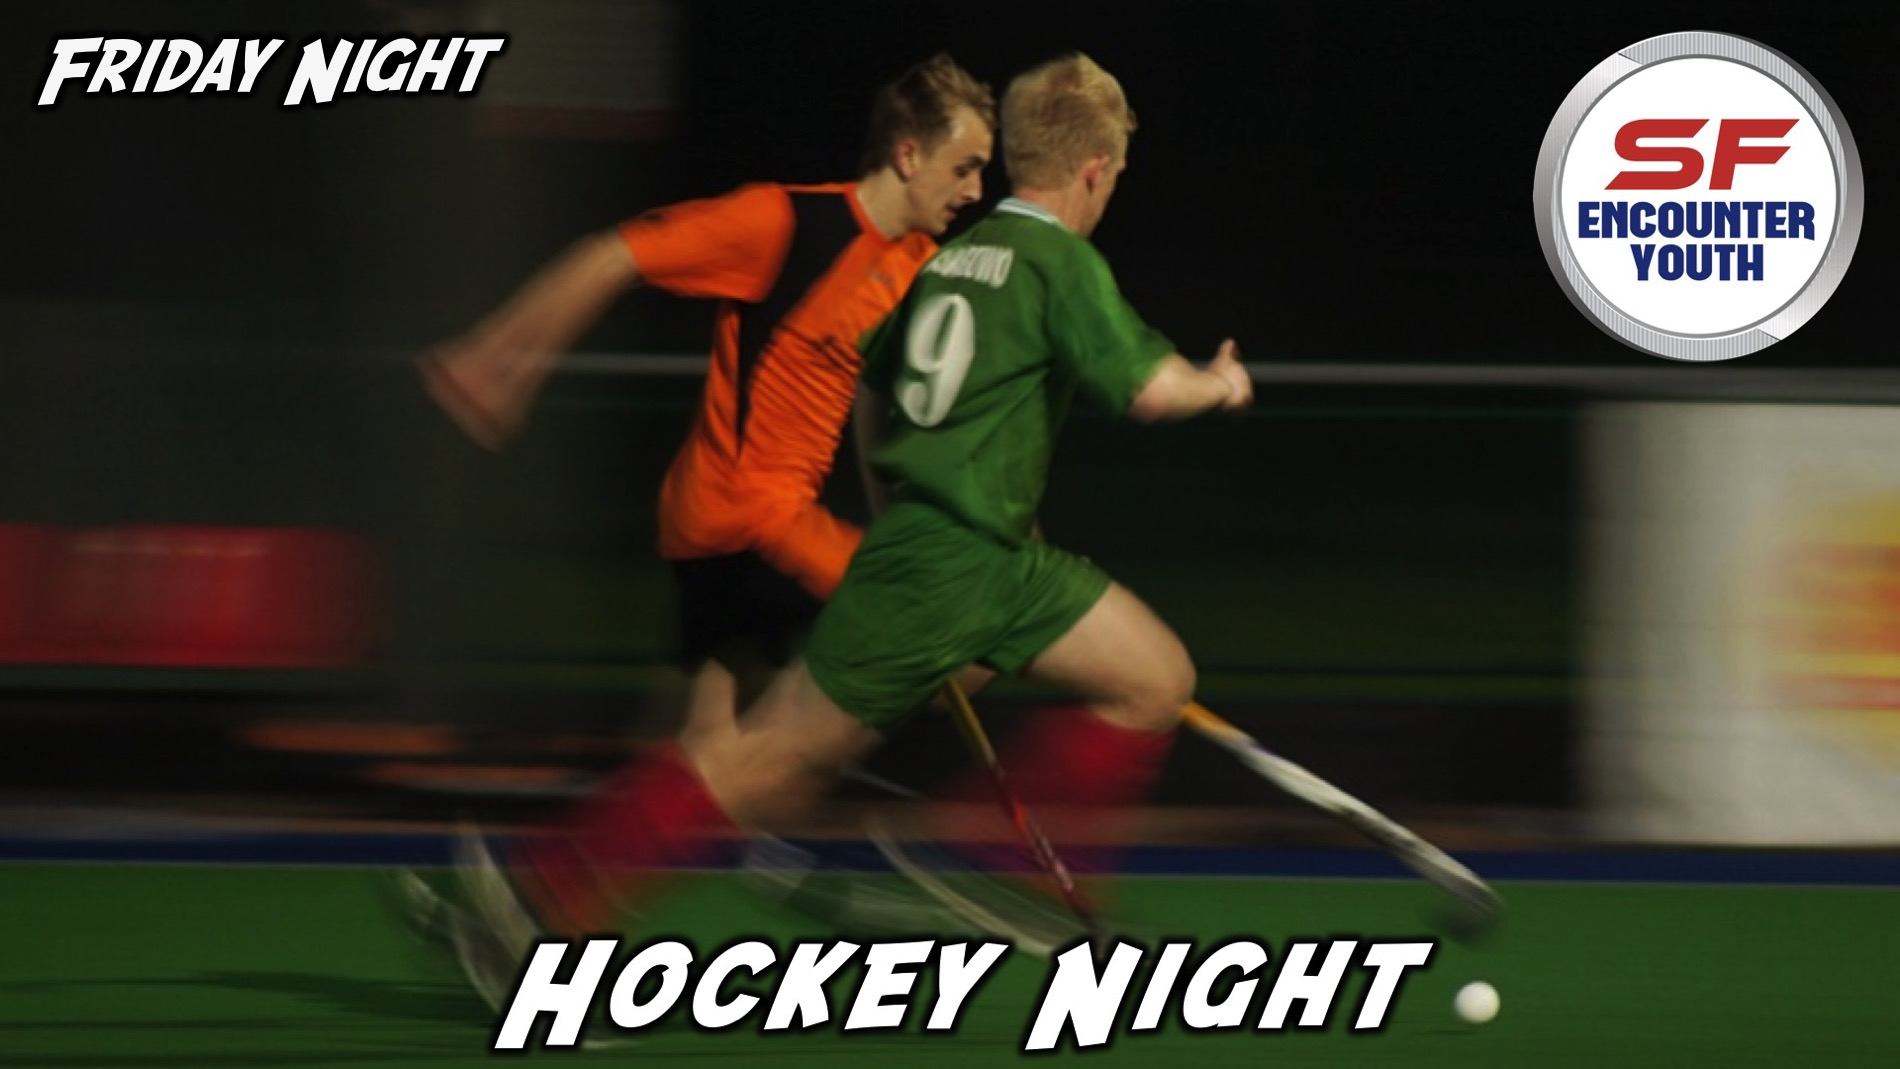 Friday Night
SF
ENCOUNTER
YOUTH
9
Hockey Night